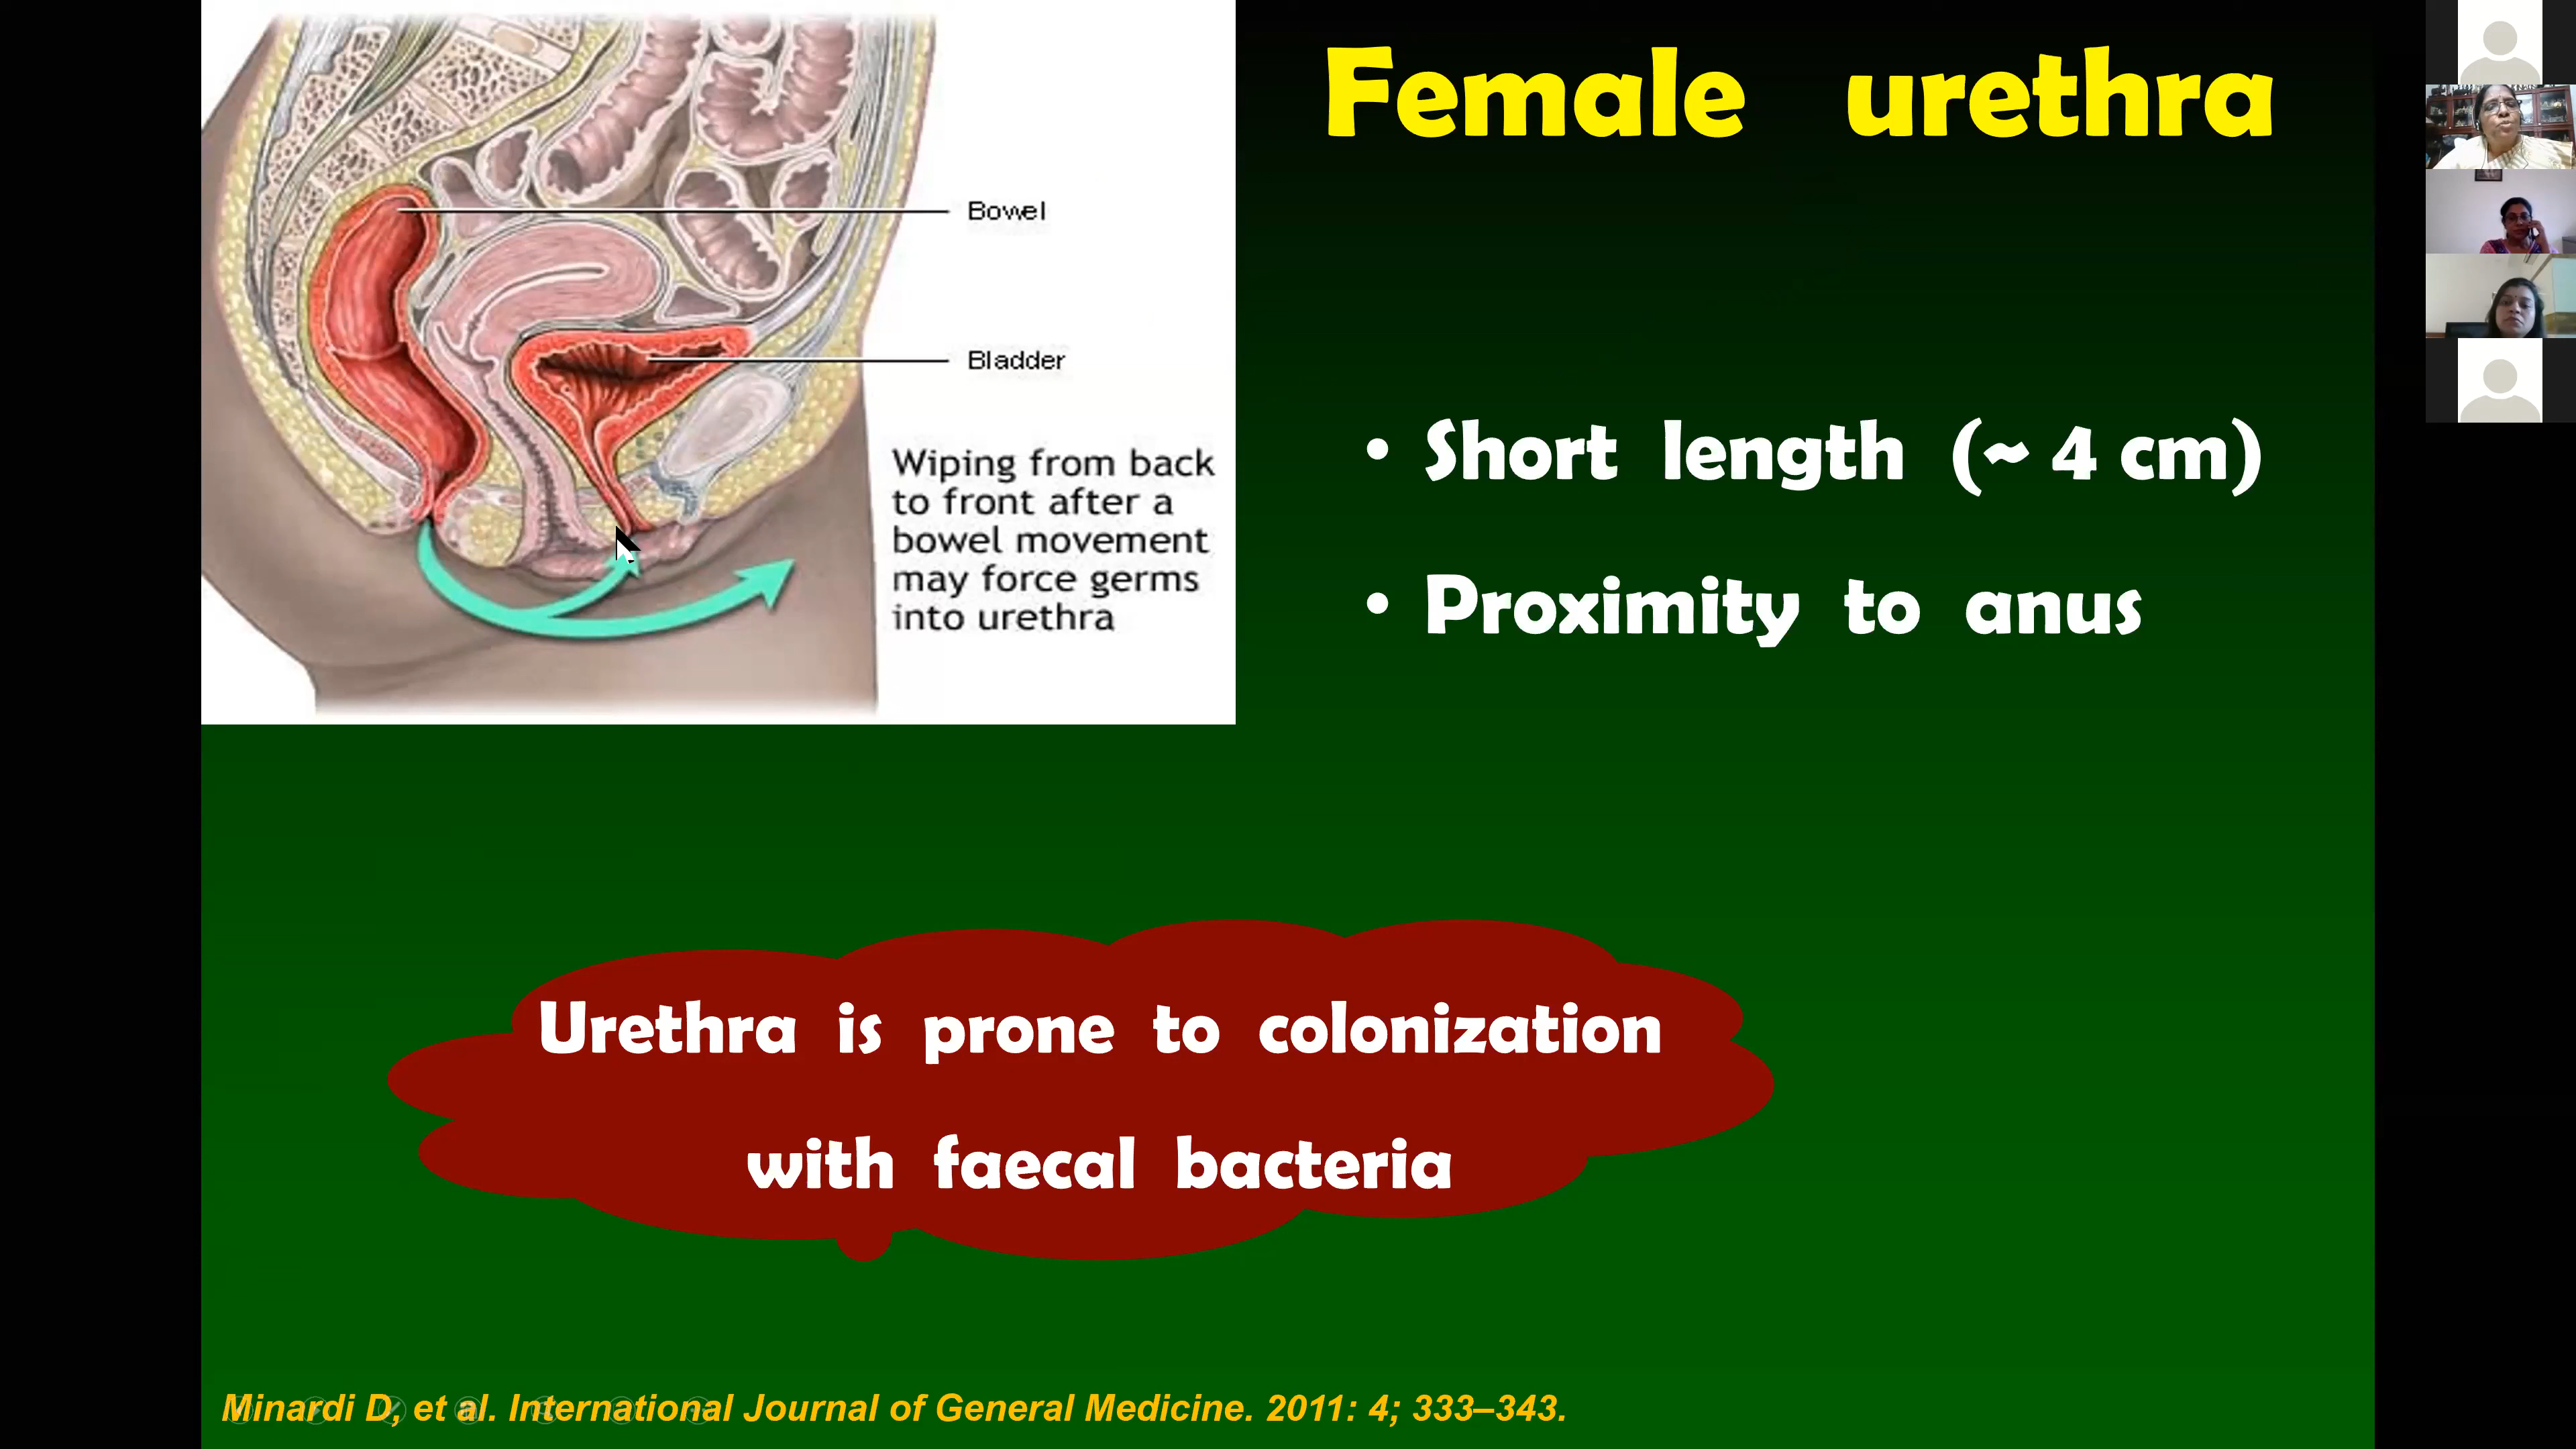 Female urethra
Bowel
Bladder
Wiping from back
to front after a
bowel movement
may force germs
into urethra
• Short length (~ 4 cm)
• Proximity to anus
Urethra is prone to colonization
with faecal bacteria
Minardi D, et al. International Journal of General Medicine. 2011: 4; 333–343.